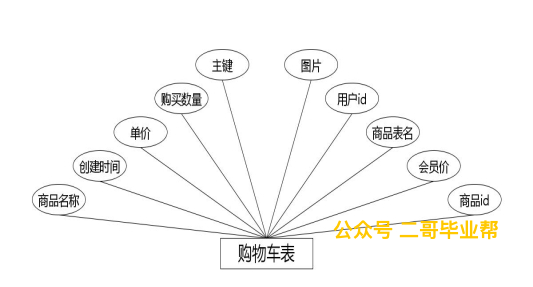 主键
图片
购买数量
用户id
单价
商品表名
创建时间
会员价
商品名称
商品id
公众号 二哥毕业帮
购物车表